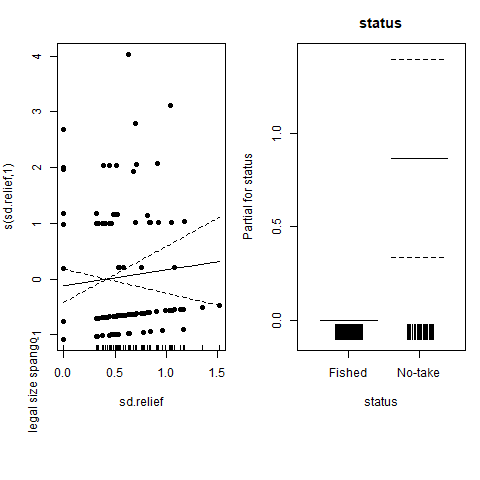 status
s(sd.relief,1)
4
3
2
1
0
-1
legal size spang
0.0
0.5
1.0
1.5
sd.relief
Partial for status
1.0
0.5
0.0
Fished
No-take
status